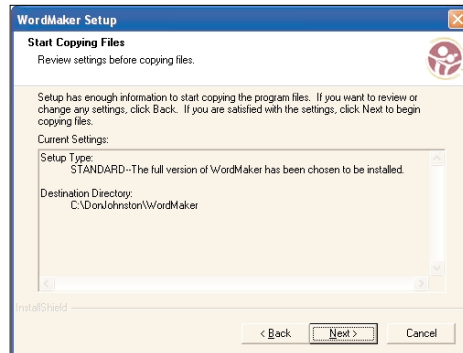 WordMaker Setup
Start Copying Files
Review settings before copying files.
Setup has enough information to start copying the program files. If you want to review or
change any settings, click Back. If you are satisfied with the settings, click Next to begin
copying files.
Current Settings:
Setup Type:
STANDARD--The full version of WordMaker has been chosen to be installed.
Destination Directory:
C:\DonJohnston\WordMaker
InstallShield
< Back Next > Cancel